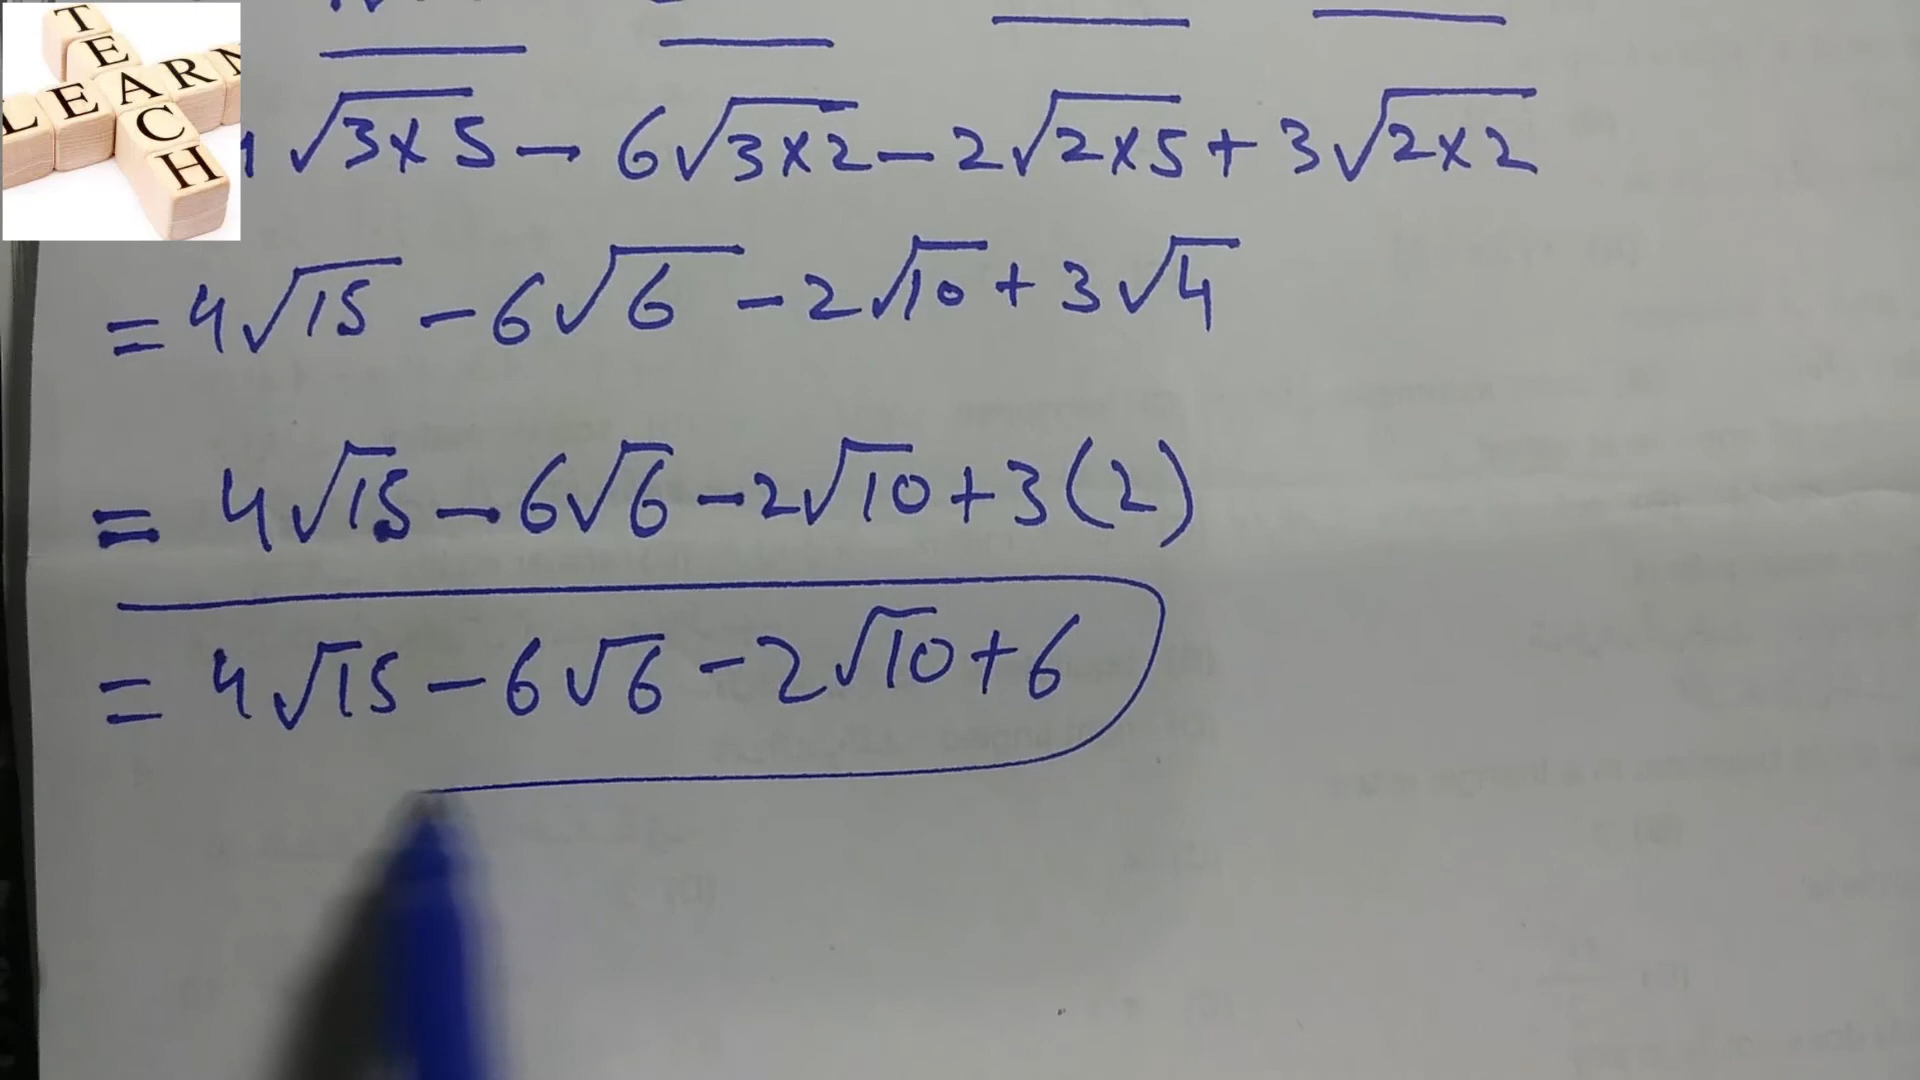 TEACH
LEARN
√3×5 - 6√3×2 - 2√2×5 + 3√2×2
= 4√15 - 6√6 - 2√10 + 3√4
= 4√15 - 6√6 - 2√10 + 3(2)
= 4√15 - 6√6 - 2√10 + 6